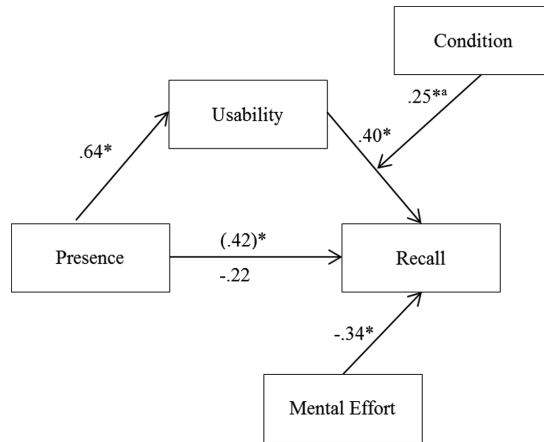 Condition
.25*ª
Usability
.64*
.40*
(.42)*
Presence
Recall
-.22
-.34*
Mental Effort